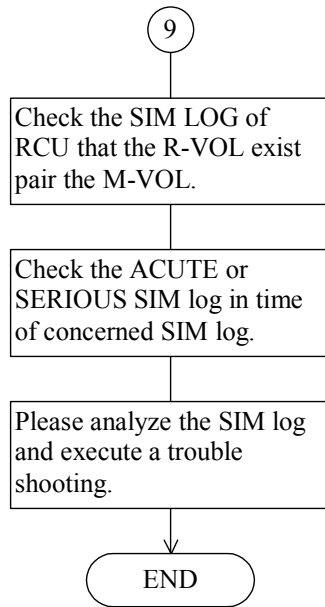 9
Check the SIM LOG of
RCU that the R-VOL exist
pair the M-VOL.
Check the ACUTE or
SERIOUS SIM log in time
of concerned SIM log.
Please analyze the SIM log
and execute a trouble
shooting.
END